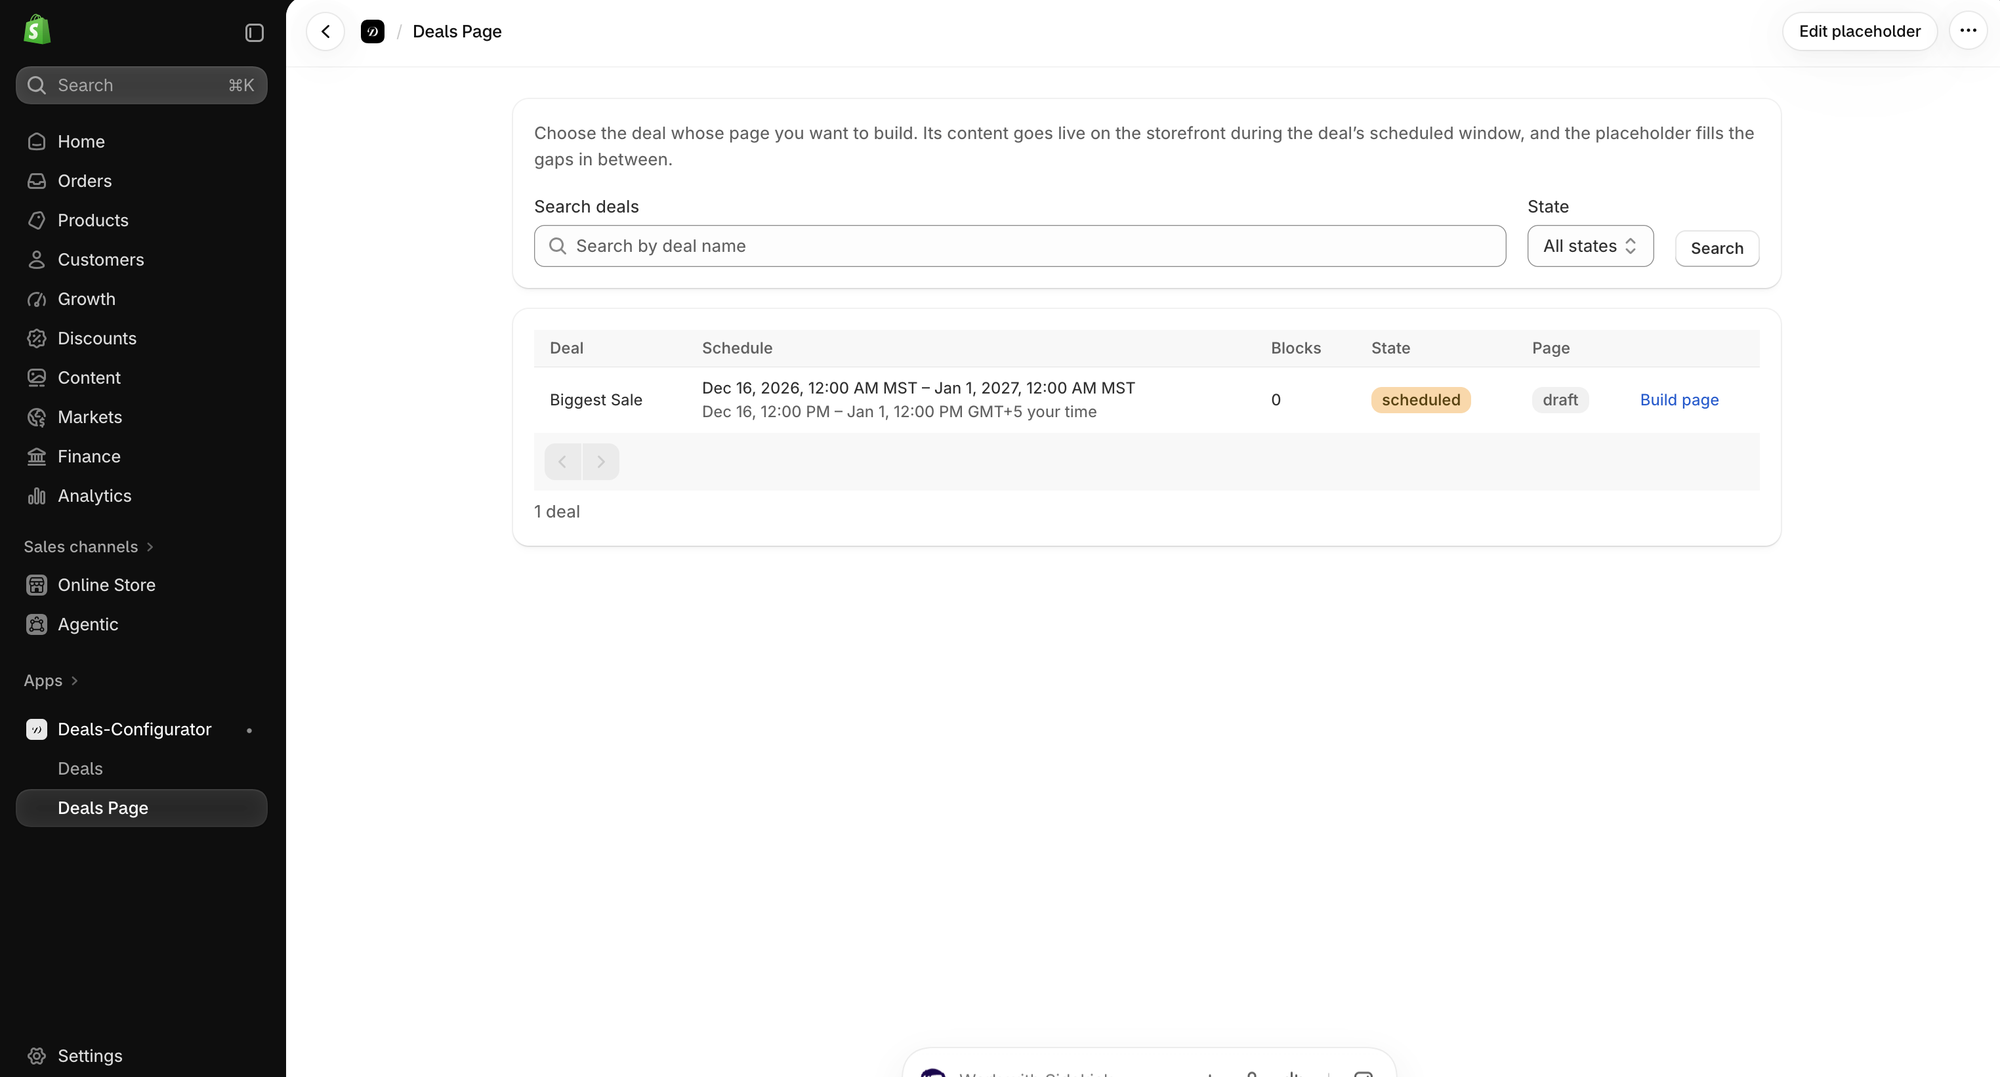 Search
⌘K
Home
Orders
Products
Customers
Growth
Discounts
Content
Markets
Finance
Analytics
Sales channels
Online Store
Agentic
Apps
Deals-Configurator
Deals
Deals Page
Settings
/ Deals Page
Edit placeholder
Choose the deal whose page you want to build. Its content goes live on the storefront during the deal’s scheduled window, and the placeholder fills the
gaps in between.
Search deals
State
Search by deal name
All states
Search
Deal Schedule Blocks State Page
Biggest Sale
Dec 16, 2026, 12:00 AM MST – Jan 1, 2027, 12:00 AM MST
Dec 16, 12:00 PM – Jan 1, 12:00 PM GMT+5 your time
0
scheduled
draft
Build page
1 deal